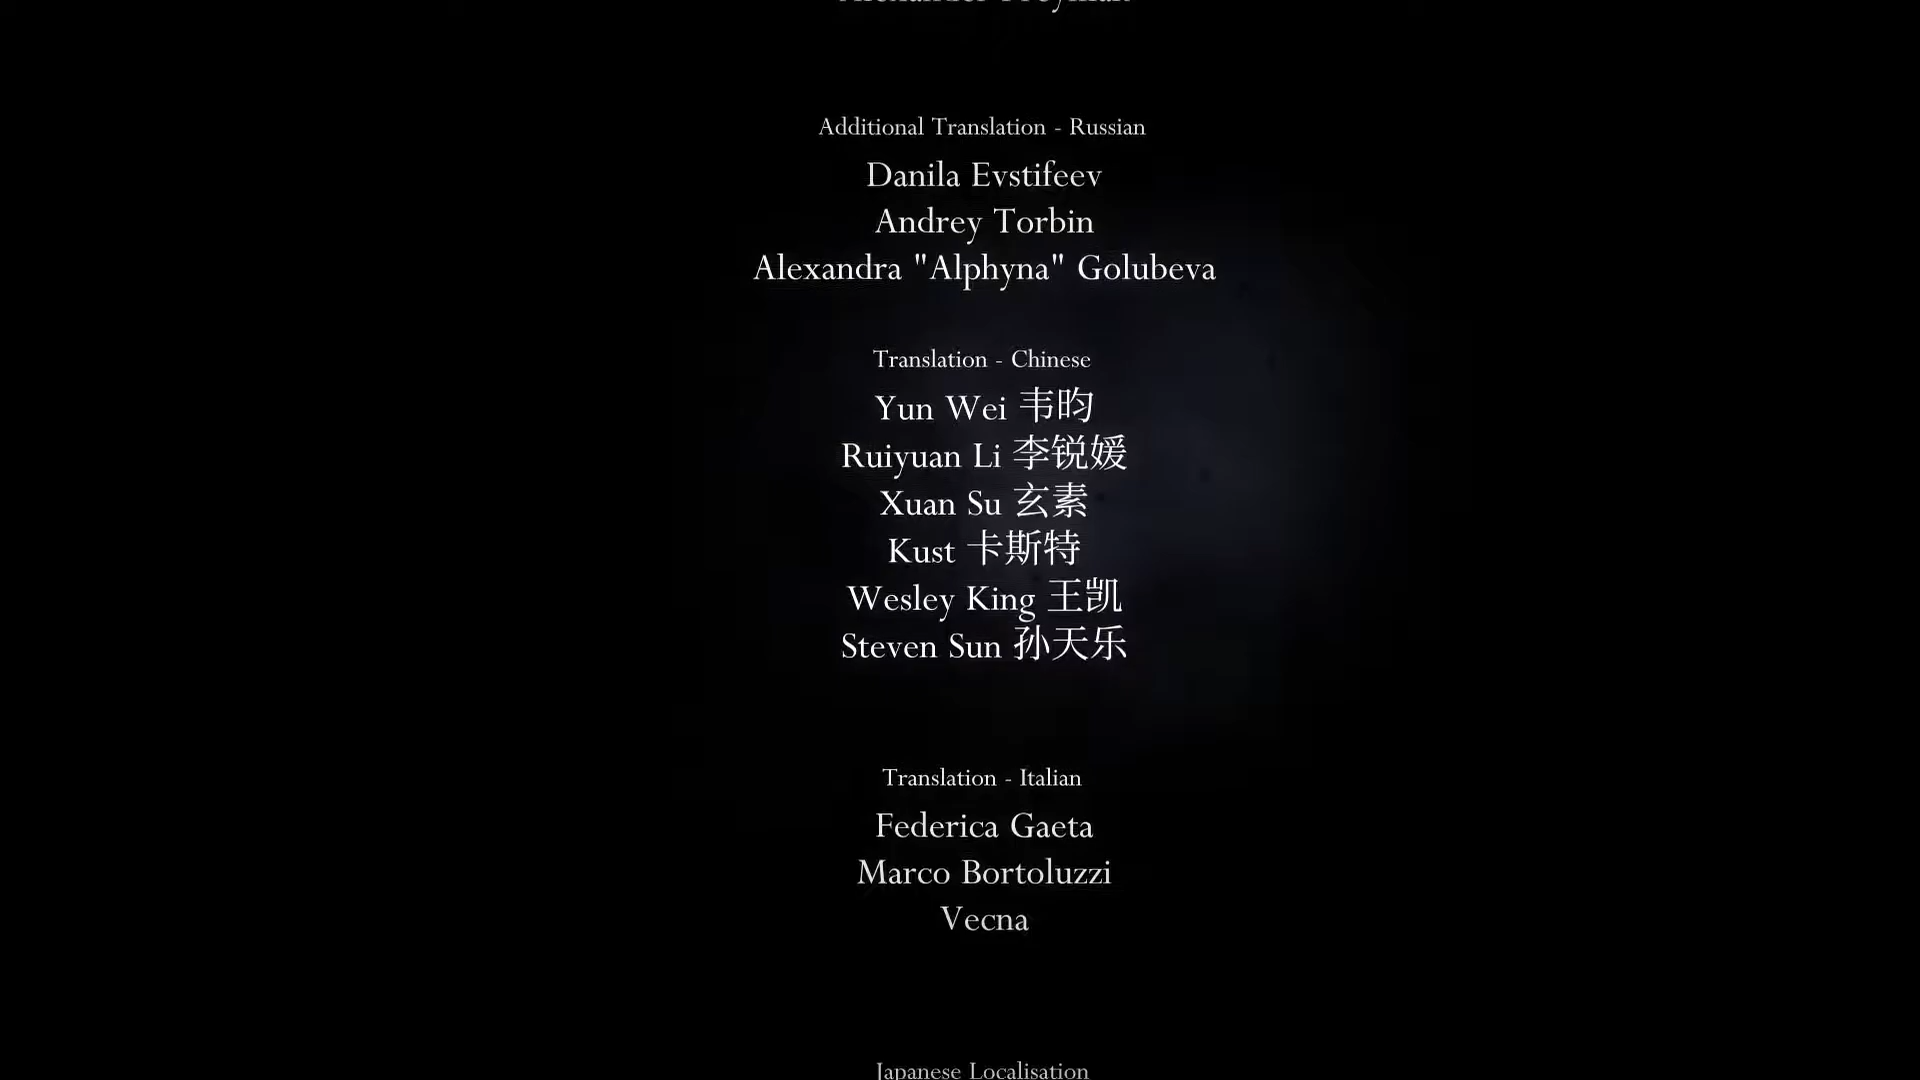 Additional Translation - Russian
Danila Evstifeev
Andrey Torbin
Alexandra "Alphyna" Golubeva
Translation - Chinese
Yun Wei 韦昀
Ruiyuan Li 李锐媛
Xuan Su 玄素
Kust 卡斯特
Wesley King 王凯
Steven Sun 孙天乐
Translation - Italian
Federica Gaeta
Marco Bortoluzzi
Vecna
Japanese Localisation